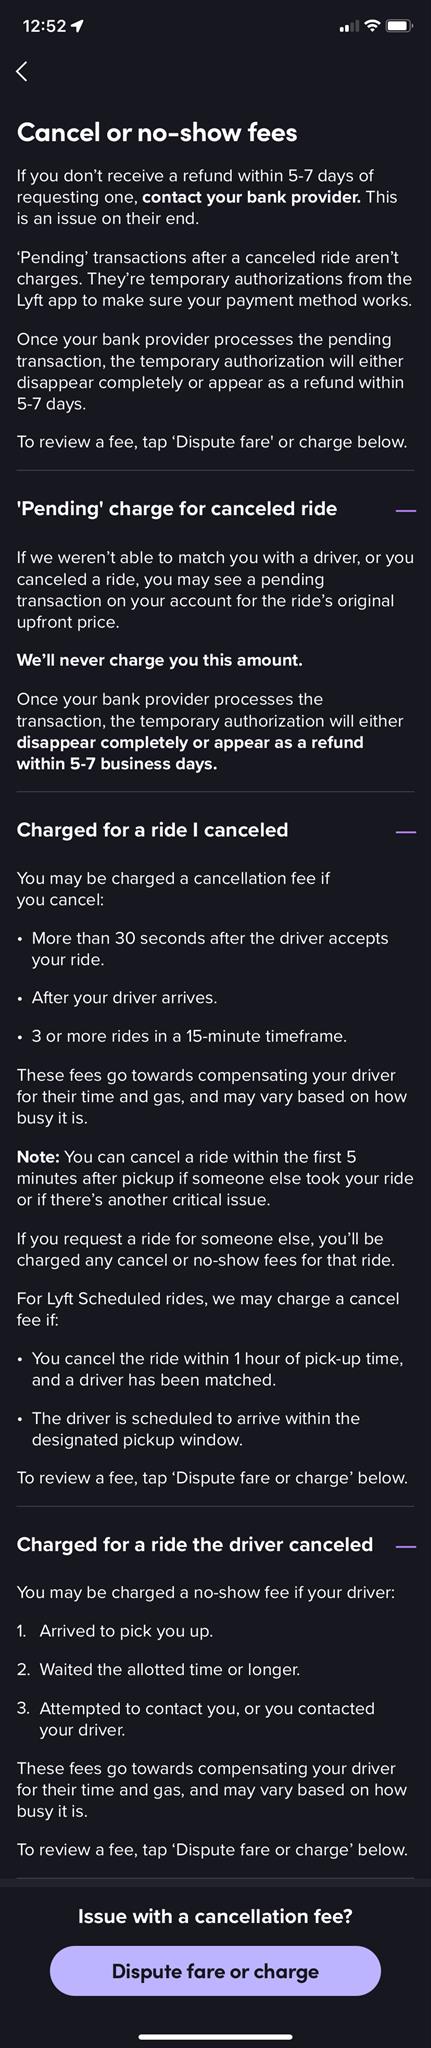 12:52
Cancel or no-show fees
If you don't receive a refund within 5-7 days of
requesting one, contact your bank provider. This
is an issue on their end.
‘Pending’ transactions after a canceled ride aren't
charges. They're temporary authorizations from the
Lyft app to make sure your payment method works.
Once your bank provider processes the pending
transaction, the temporary authorization will either
disappear completely or appear as a refund within
5-7 days.
To review a fee, tap ‘Dispute fare' or charge below.
'Pending' charge for canceled ride
If we weren't able to match you with a driver, or you
canceled a ride, you may see a pending
transaction on your account for the ride's original
upfront price.
We'll never charge you this amount.
Once your bank provider processes the
transaction, the temporary authorization will either
disappear completely or appear as a refund
within 5-7 business days.
Charged for a ride I canceled
You may be charged a cancellation fee if
you cancel:
• More than 30 seconds after the driver accepts
your ride.
• After your driver arrives.
• 3 or more rides in a 15-minute timeframe.
These fees go towards compensating your driver
for their time and gas, and may vary based on how
busy it is.
Note: You can cancel a ride within the first 5
minutes after pickup if someone else took your ride
or if there's another critical issue.
If you request a ride for someone else, you'll be
charged any cancel or no-show fees for that ride.
For Lyft Scheduled rides, we may charge a cancel
fee if:
• You cancel the ride within 1 hour of pick-up time,
and a driver has been matched.
• The driver is scheduled to arrive within the
designated pickup window.
To review a fee, tap ‘Dispute fare or charge’ below.
Charged for a ride the driver canceled
You may be charged a no-show fee if your driver:
1. Arrived to pick you up.
2. Waited the allotted time or longer.
3. Attempted to contact you, or you contacted
your driver.
These fees go towards compensating your driver
for their time and gas, and may vary based on how
busy it is.
To review a fee, tap ‘Dispute fare or charge’ below.
Issue with a cancellation fee?
Dispute fare or charge